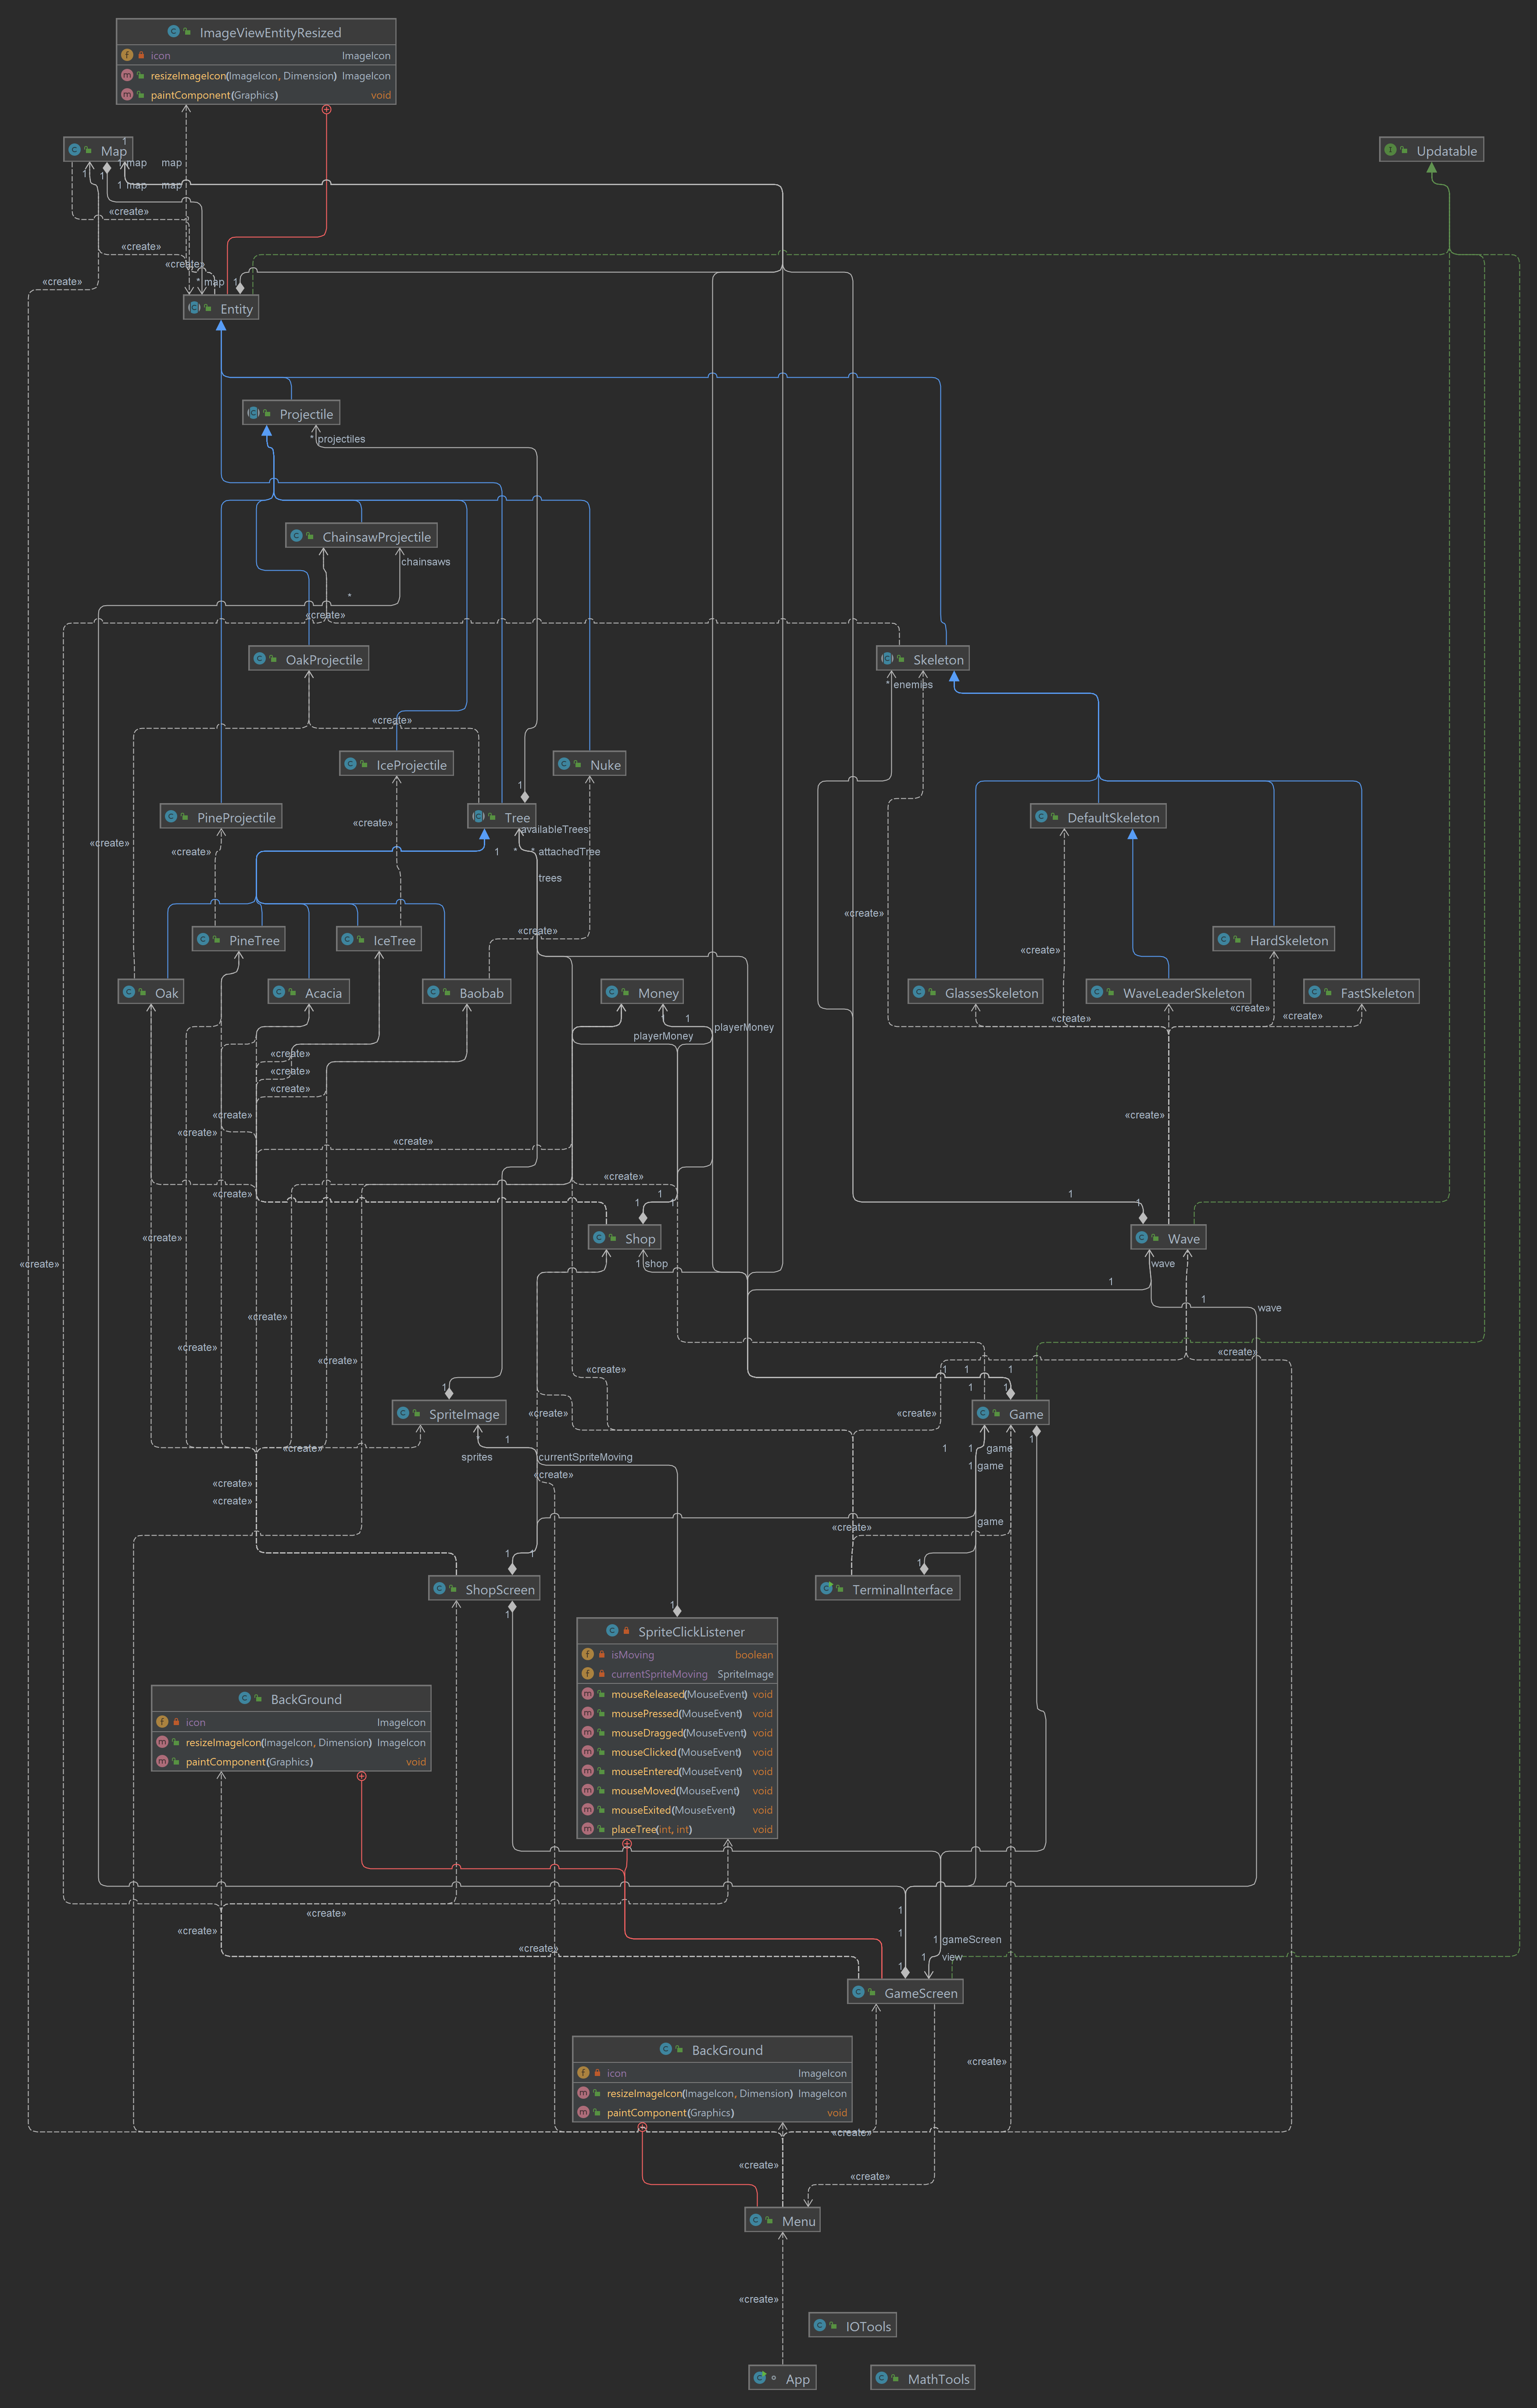 ImageViewEntityResized
icon ImageIcon
resizeImageIcon(ImageIcon, Dimension) ImageIcon
paintComponent(Graphics) void
Map
1
Updatable
1 map map
1 1
1 map map
«create»
«create»
«create»
«create»
* map 1
Entity
Projectile
* projectiles
ChainsawProjectile
chainsaws
*
«create»
OakProjectile
Skeleton
* enemies
«create»
IceProjectile
Nuke
1
PineProjectile
Tree
DefaultSkeleton
«create»
availableTrees
«create»
«create»
1 * * attachedTree
trees
«create»
«create»
PineTree
IceTree
HardSkeleton
«create»
Oak
Acacia
Baobab
Money
GlassesSkeleton
WaveLeaderSkeleton
FastSkeleton
«create»
«create»
«create»
1
playerMoney
playerMoney
«create»
«create»
«create»
«create»
«create»
«create»
«create»
«create»
«create»
1 1
1 1
Shop
Wave
«create»
«create»
1 shop
wave
1
1
wave
«create»
«create»
«create»
«create»
«create»
1 1 1
1 1 1
SpriteImage
Game
«create»
«create»
1
«create»
1 1 game
sprites
currentSpriteMoving
1 game
«create»
«create»
«create»
game
«create»
1 1
1
ShopScreen
TerminalInterface
1
1
SpriteClickListener
isMoving boolean
currentSpriteMoving SpriteImage
mouseReleased(MouseEvent) void
mousePressed(MouseEvent) void
mouseDragged(MouseEvent) void
mouseClicked(MouseEvent) void
mouseEntered(MouseEvent) void
mouseMoved(MouseEvent) void
mouseExited(MouseEvent) void
placeTree(int, int) void
BackGround
icon ImageIcon
resizeImageIcon(ImageIcon, Dimension) ImageIcon
paintComponent(Graphics) void
«create»
«create»
1
1
1 gameScreen
«create»
1 view
1
GameScreen
BackGround
icon ImageIcon
resizeImageIcon(ImageIcon, Dimension) ImageIcon
paintComponent(Graphics) void
«create»
«create»
«create»
«create»
Menu
«create»
IOTools
App
MathTools